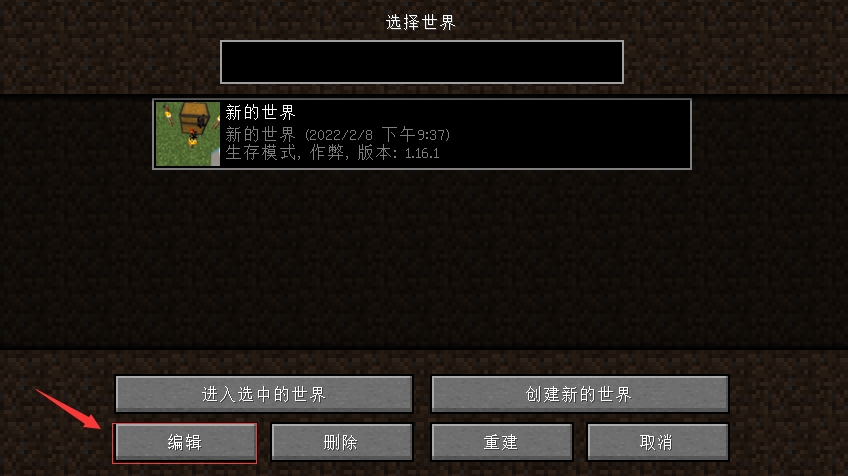 选择世界
新的世界
新的世界 (2022/2/8 下午9:37)
生存模式, 作弊, 版本: 1.16.1
进入选中的世界
创建新的世界
编辑
删除
重建
取消